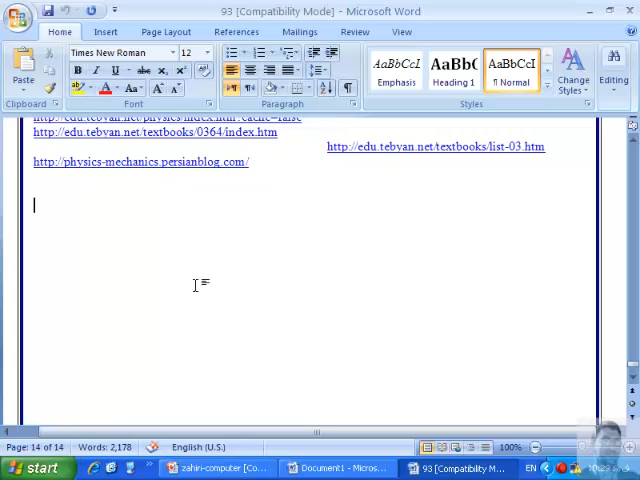 93 [Compatibility Mode] - Microsoft Word
Home Insert Page Layout References Mailings Review View
Times New Roman 12
Paste
B I U abc x₂ x²
AaBbCcI AaBbC AaBbCcI
Emphasis Heading 1 ¶ Normal
Change Styles
Editing
Clipboard Font Paragraph Styles
http://edu.tebyan.net/physics/index.htm?cache=false
http://edu.tebyan.net/textbooks/0364/index.htm
http://edu.tebyan.net/textbooks/list-03.htm
http://physics-mechanics.persianblog.com/
Page: 14 of 14 Words: 2,178 English (U.S.) 100%
start zahiri-computer [Co... Document1 - Micros... 93 [Compatibility M... EN 10:29